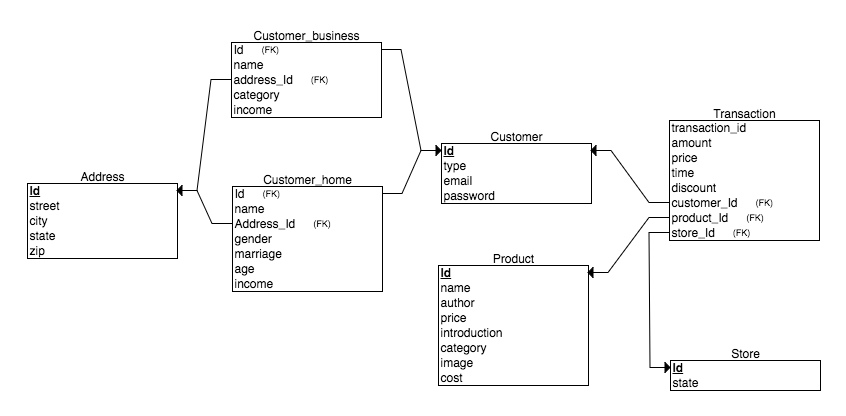 Customer_business
Id (FK)
name
address_Id (FK)
category
income
Address
Id
street
city
state
zip
Customer_home
Id (FK)
name
Address_Id (FK)
gender
marriage
age
income
Customer
Id
type
email
password
Product
Id
name
author
price
introduction
category
image
cost
Transaction
transaction_id
amount
price
time
discount
customer_Id (FK)
product_Id (FK)
store_Id (FK)
Store
Id
state